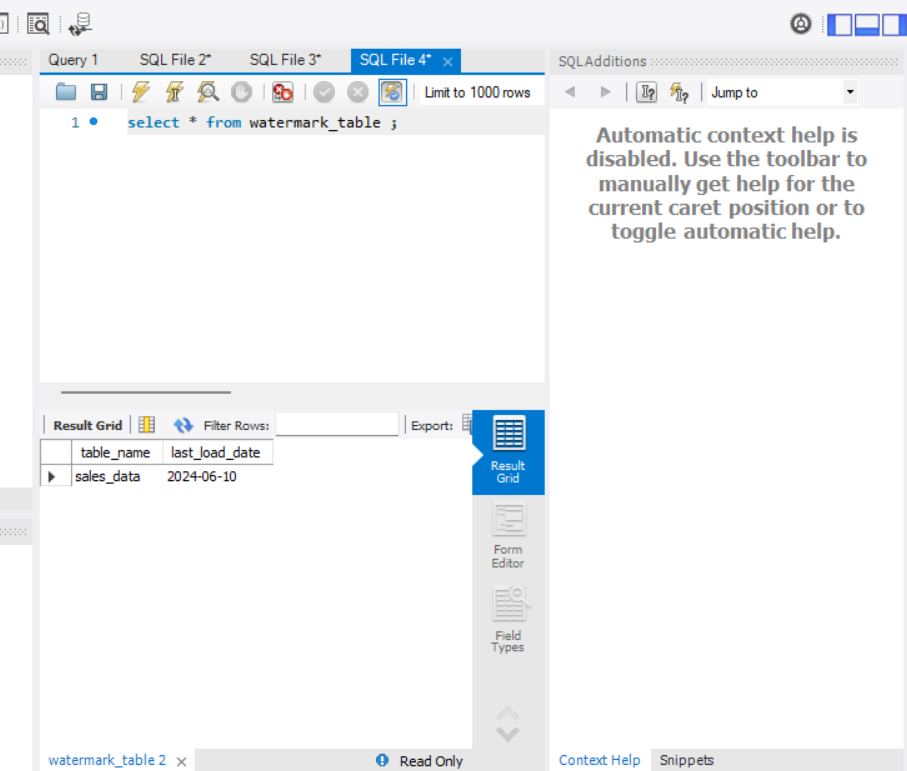 Query 1 SQL File 2* SQL File 3* SQL File 4* ×
SQLAdditions
Limit to 1000 rows
Jump to
1 select * from watermark_table ;
Automatic context help is
disabled. Use the toolbar to
manually get help for the
current caret position or to
toggle automatic help.
Result Grid Filter Rows: Export:
table_name last_load_date
sales_data 2024-06-10
Result
Grid
Form
Editor
Field
Types
watermark_table 2 ×
Read Only
Context Help Snippets